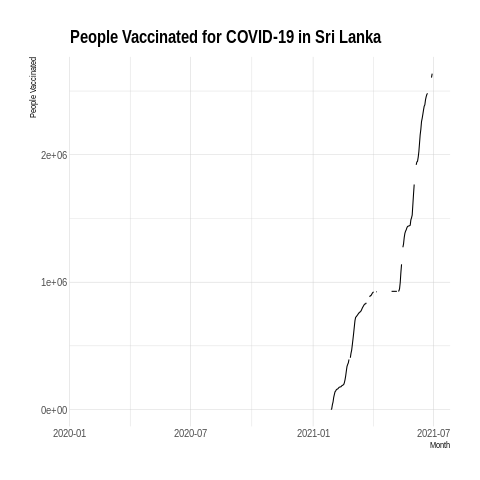 People Vaccinated for COVID-19 in Sri Lanka
People Vaccinated
2e+06
1e+06
0e+00
2020-01
2020-07
2021-01
2021-07
Month